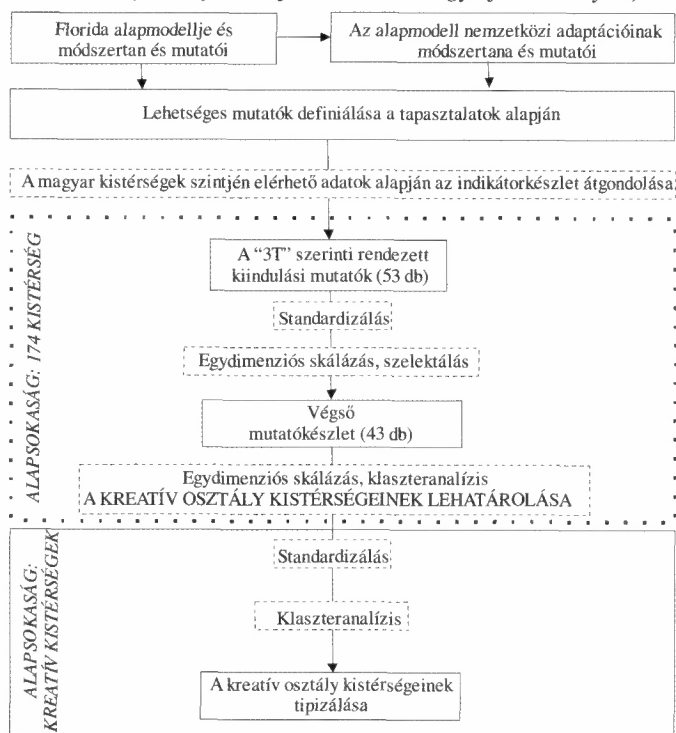 Florida alapmodellje és
módszertan és mutatói
Az alapmodell nemzetközi adaptációinak
módszertana és mutatói
Lehetséges mutatók definiálása a tapasztalatok alapján
A magyar kistérségek szintjén elérhető adatok alapján az indikátorkészlet átgondolása
ALAPSOKASÁG: 174 KISTÉRSÉG
A "3T" szerinti rendezett
kiindulási mutatók (53 db)
Standardizálás
Egydimenziós skálázás, szelektálás
Végső
mutatókészlet (43 db)
Egydimenziós skálázás, klaszteranalízis
A KREATÍV OSZTÁLY KISTÉRSÉGEINEK LEHATÁROLÁSA
ALAPSOKASÁG:
KREATÍV KISTÉRSÉGEK
Standardizálás
Klaszteranalízis
A kreatív osztály kistérségeinek
tipizálása